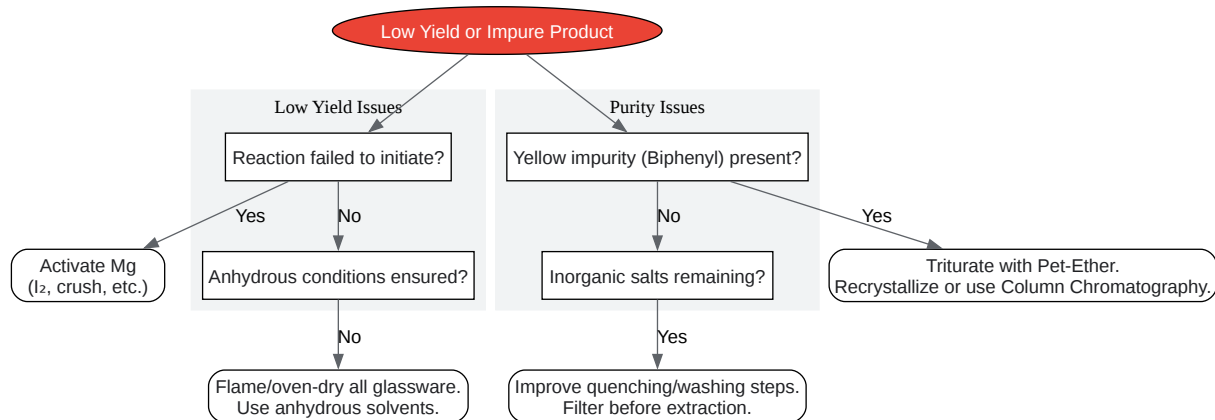 Low Yield or Impure Product
Low Yield Issues
Purity Issues
Reaction failed to initiate?
Yellow impurity (Biphenyl) present?
Yes
No
No
Yes
Activate Mg
(I₂, crush, etc.)
Anhydrous conditions ensured?
Inorganic salts remaining?
Triturate with Pet-Ether.
Recrystallize or use Column Chromatography.
No
Yes
Flame/oven-dry all glassware.
Use anhydrous solvents.
Improve quenching/washing steps.
Filter before extraction.